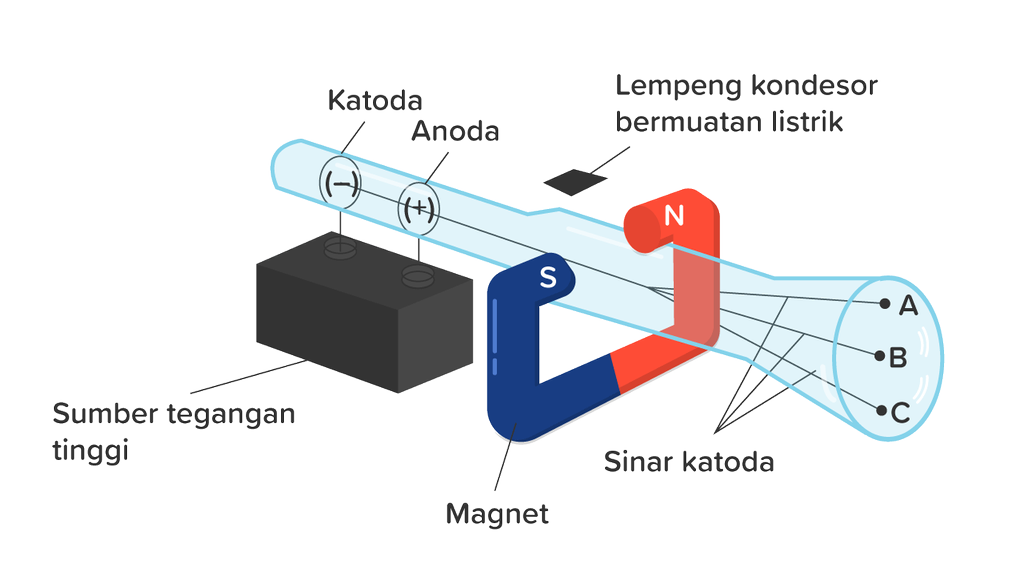 Lempeng kondesor
bermuatan listrik
Katoda
Anoda
(−)
(+)
N
S
A
B
C
Sumber tegangan
tinggi
Sinar katoda
Magnet